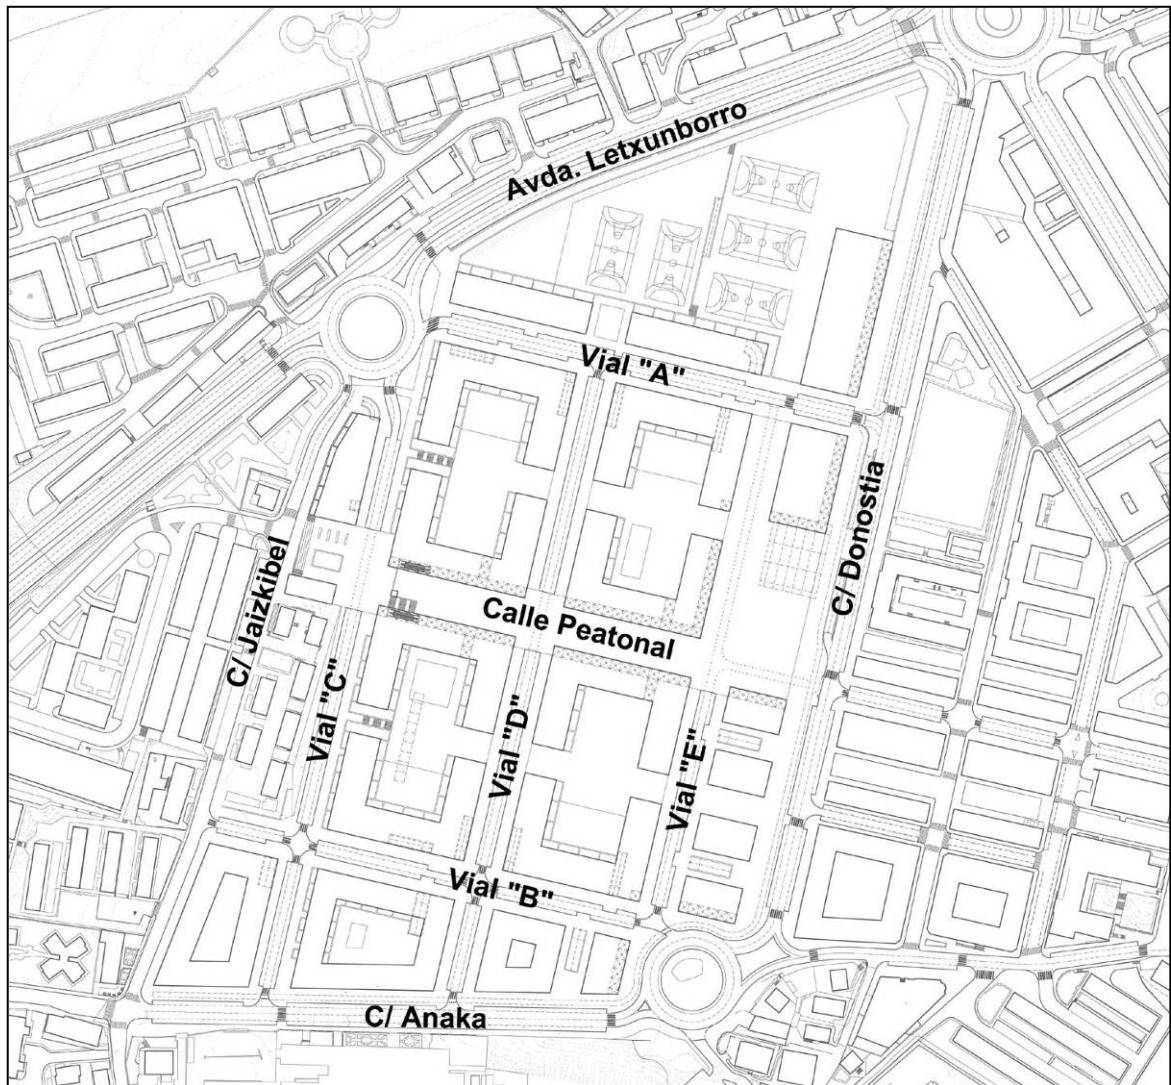 Avda. Letxunborro
Vial "A"
C/ Donostia
C/ Jaizkibel
Calle Peatonal
Vial "C"
Vial "D"
Vial "E"
Vial "B"
C/ Anaka